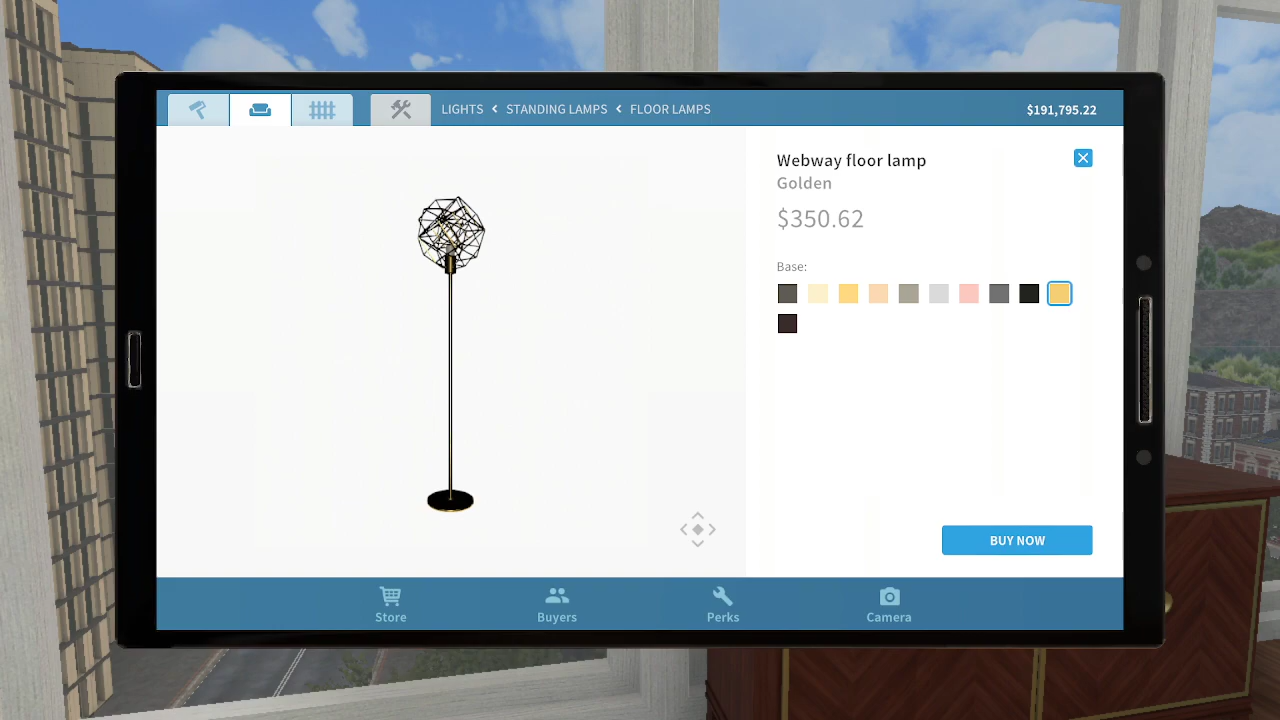 LIGHTS < STANDING LAMPS < FLOOR LAMPS
$191,795.22
Webway floor lamp
Golden
$350.62
Base:
BUY NOW
Store
Buyers
Perks
Camera